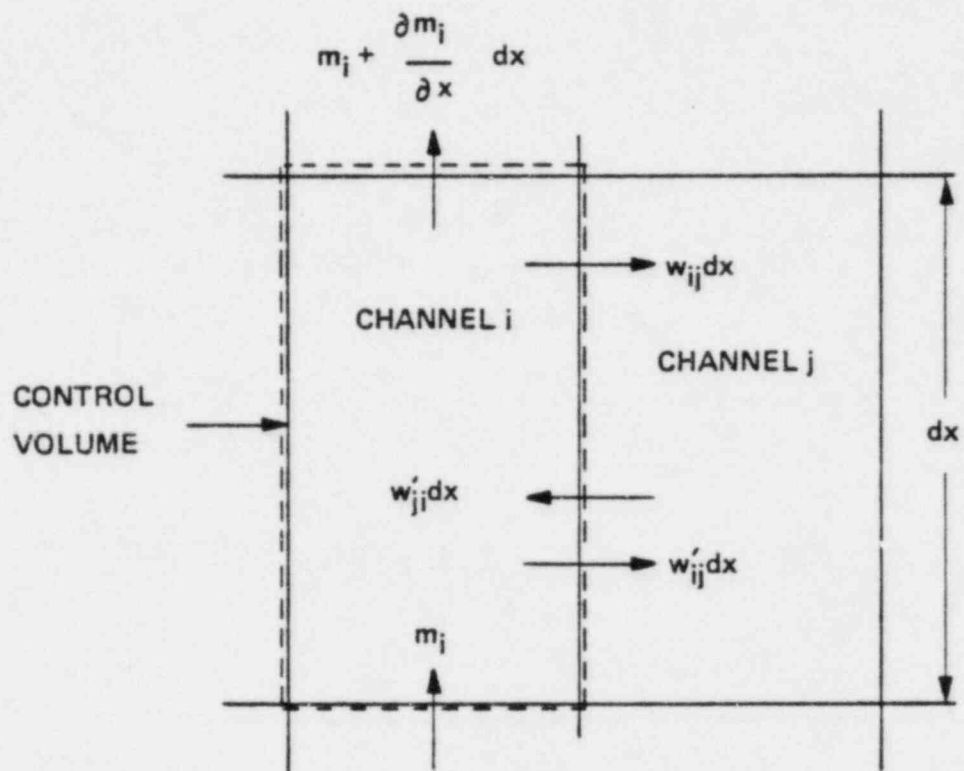 m_i + ∂m_i/∂x dx
w_ij dx
CHANNEL i
CHANNEL j
CONTROL
VOLUME
dx
w'_ji dx
w'_ij dx
m_i